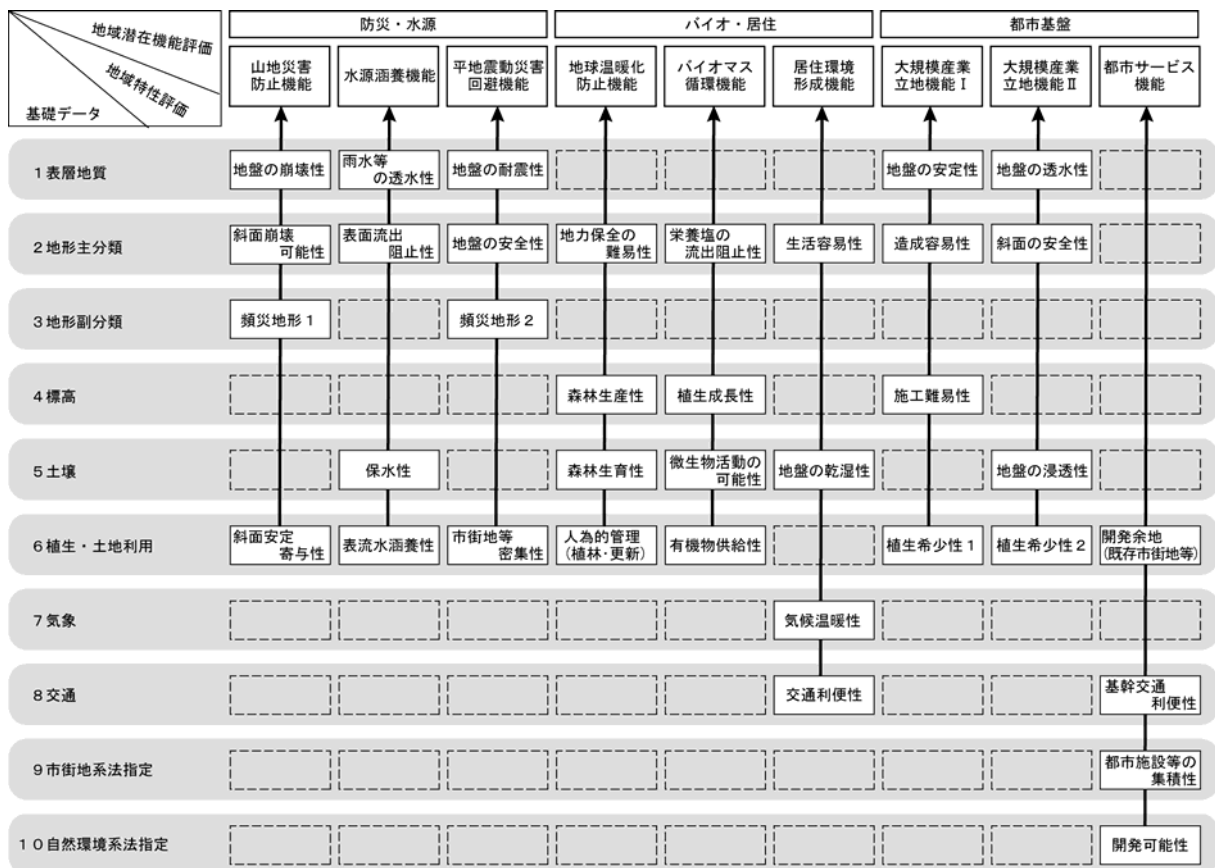 地域潜在機能評価
地域特性評価
基礎データ
防災・水源
バイオ・居住
都市基盤
山地災害
防止機能
水源涵養機能
平地震動災害
回避機能
地球温暖化
防止機能
バイオマス
循環機能
居住環境
形成機能
大規模産業
立地機能Ⅰ
大規模産業
立地機能Ⅱ
都市サービス
機能
1表層地質
地盤の崩壊性
雨水等
の透水性
地盤の耐震性
地盤の安定性
地盤の透水性
2地形主分類
斜面崩壊
可能性
表面流出
阻止性
地盤の安全性
地力保全の
難易性
栄養塩の
流出阻止性
生活容易性
造成容易性
斜面の安全性
3地形副分類
頻災地形1
頻災地形2
4標高
森林生産性
植生成長性
施工難易性
5土壌
保水性
森林生育性
微生物活動の
可能性
地盤の乾湿性
地盤の浸透性
6植生・土地利用
斜面安定
寄与性
表流水涵養性
市街地等
密集性
人為的管理
(植林・更新)
有機物供給性
植生希少性1
植生希少性2
開発余地
(既存市街地等)
7気象
気候温暖性
8交通
交通利便性
基幹交通
利便性
9市街地系法指定
都市施設等の
集積性
10自然環境系法指定
開発可能性